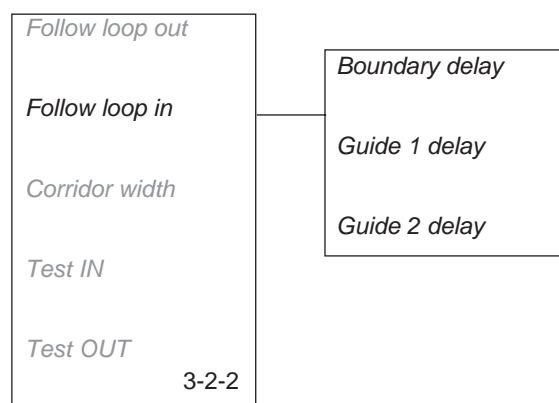 Follow loop out
Follow loop in
Corridor width
Test IN
Test OUT
3-2-2
Boundary delay
Guide 1 delay
Guide 2 delay